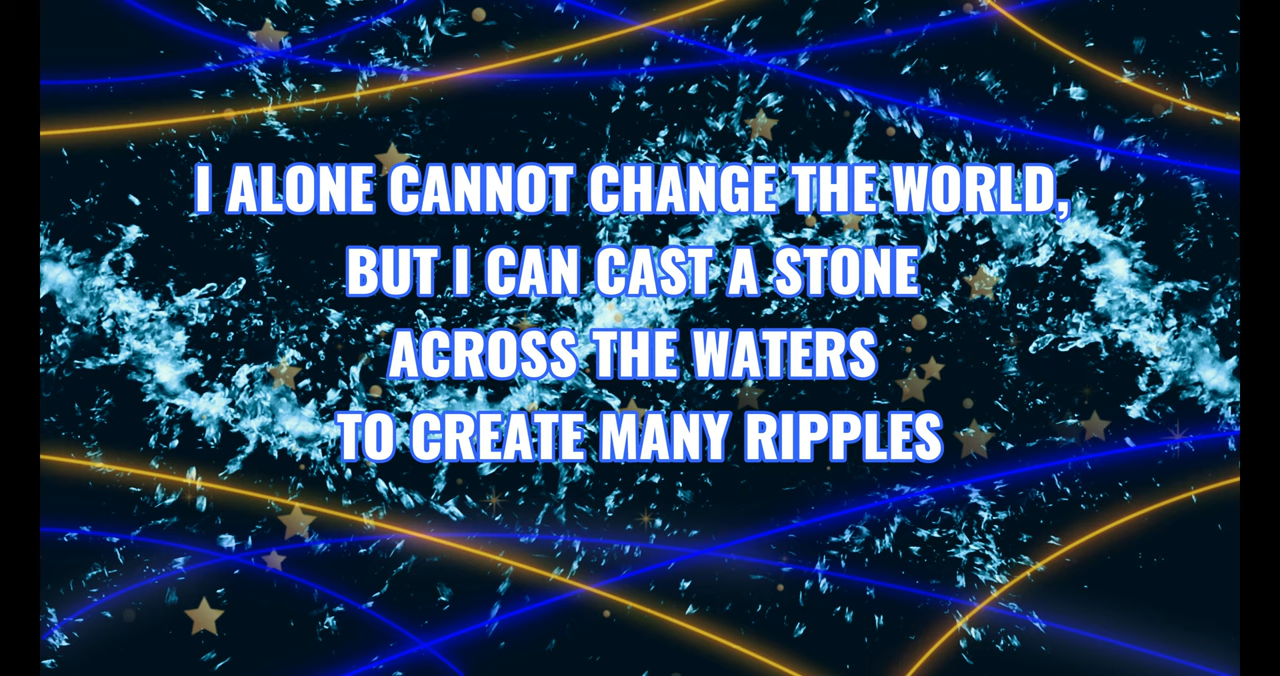 I ALONE CANNOT CHANGE THE WORLD,
BUT I CAN CAST A STONE
ACROSS THE WATERS
TO CREATE MANY RIPPLES